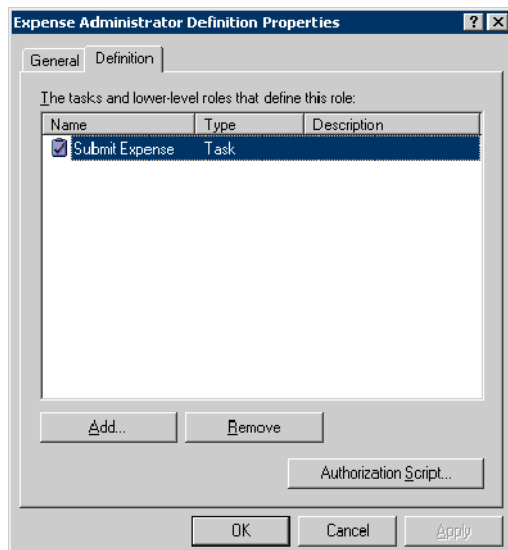 Expense Administrator Definition Properties ? X
General Definition
The tasks and lower-level roles that define this role:
Name Type Description
Submit Expense Task
Add... Remove
Authorization Script...
OK Cancel Apply